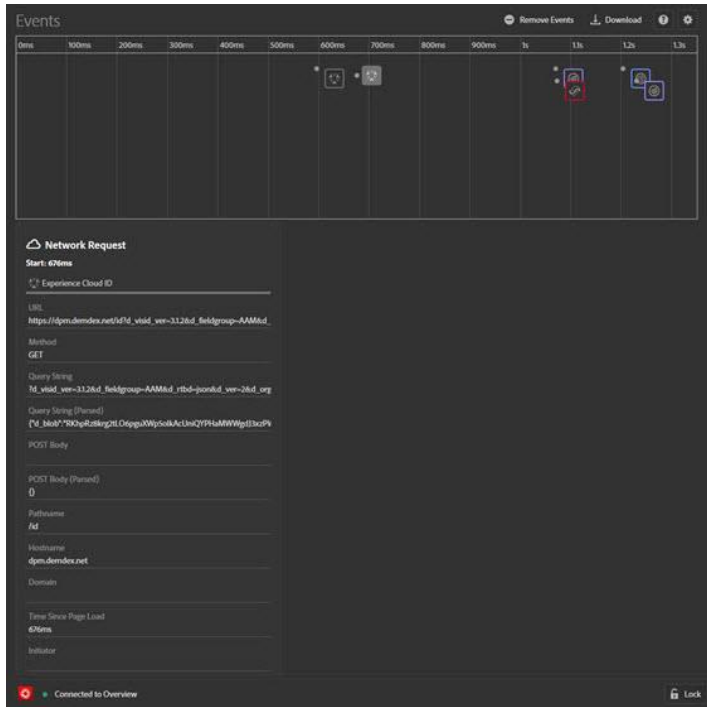 Events
Remove Events Download
0ms 100ms 200ms 300ms 400ms 500ms 600ms 700ms 800ms 900ms 1s 1.1s 1.2s 1.3s
Network Request
Start: 676ms
Experience Cloud ID
URL
https://dpm.demdex.net/id?d_visid_ver=3.1.2&d_fieldgroup=AAM&d_
Method
GET
Query String
?d_visid_ver=3.1.2&d_fieldgroup=AAM&d_rtbd=json&d_ver=2&d_org
Query String (Parsed)
POST Body
POST Body (Parsed)
{}
Pathname
/id
Hostname
dpm.demdex.net
Domain
Time Since Page Load
676ms
Initiator
Connected to Overview
Lock